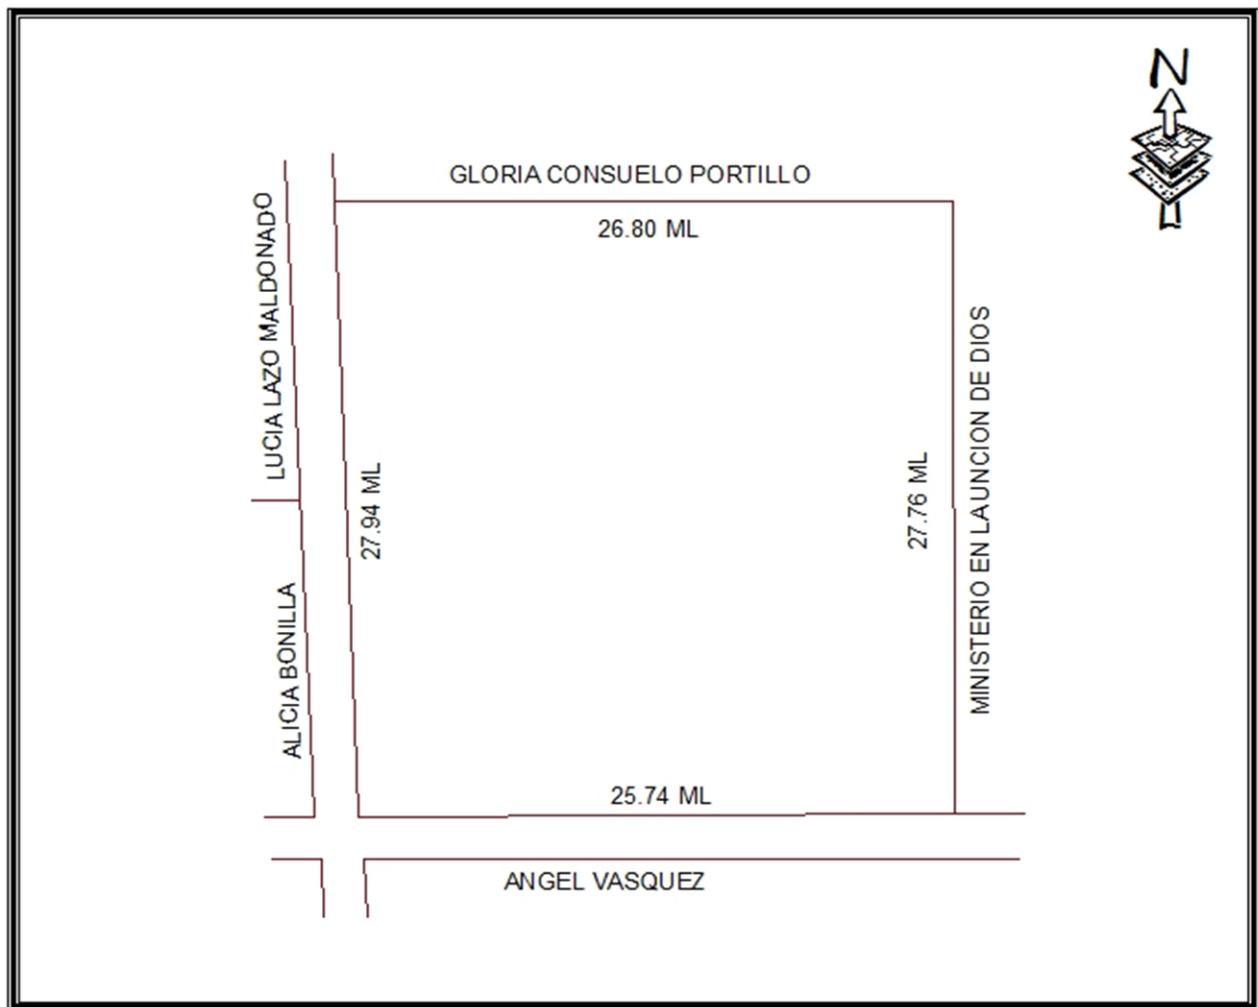 N
GLORIA CONSUELO PORTILLO
26.80 ML
LUCIA LAZO MALDONADO
27.94 ML
27.76 ML
MINISTERIO EN LA UNCION DE DIOS
ALICIA BONILLA
25.74 ML
ANGEL VASQUEZ